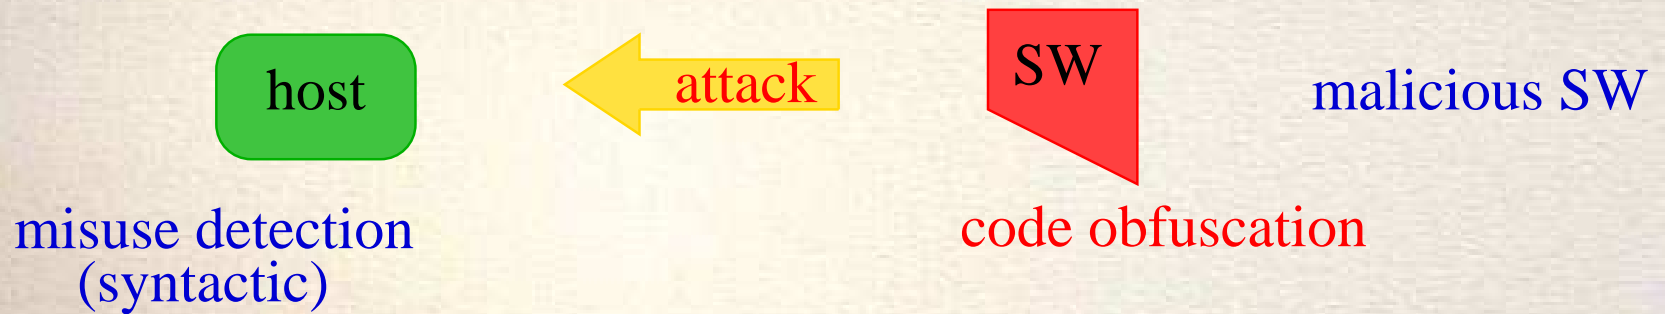 host
attack
SW
malicious SW
misuse detection
(syntactic)
code obfuscation